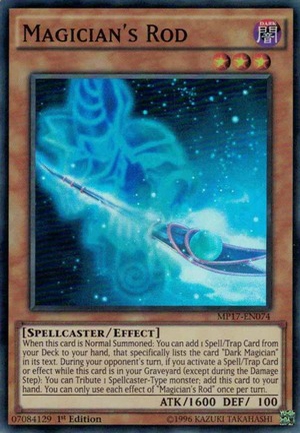 MAGICIAN'S ROD
DARK
闇
MP17-EN074
[SPELLCASTER/EFFECT]
When this card is Normal Summoned: You can add 1 Spell/Trap Card from
your Deck to your hand, that specifically lists the card "Dark Magician"
in its text. During your opponent's turn, if you activate a Spell/Trap Card
or effect while this card is in your Graveyard (except during the Damage
Step): You can Tribute 1 Spellcaster-Type monster; add this card to your
hand. You can only use each effect of "Magician's Rod" once per turn.
ATK/1600 DEF/ 100
07084129 1st Edition ©1996 KAZUKI TAKAHASHI